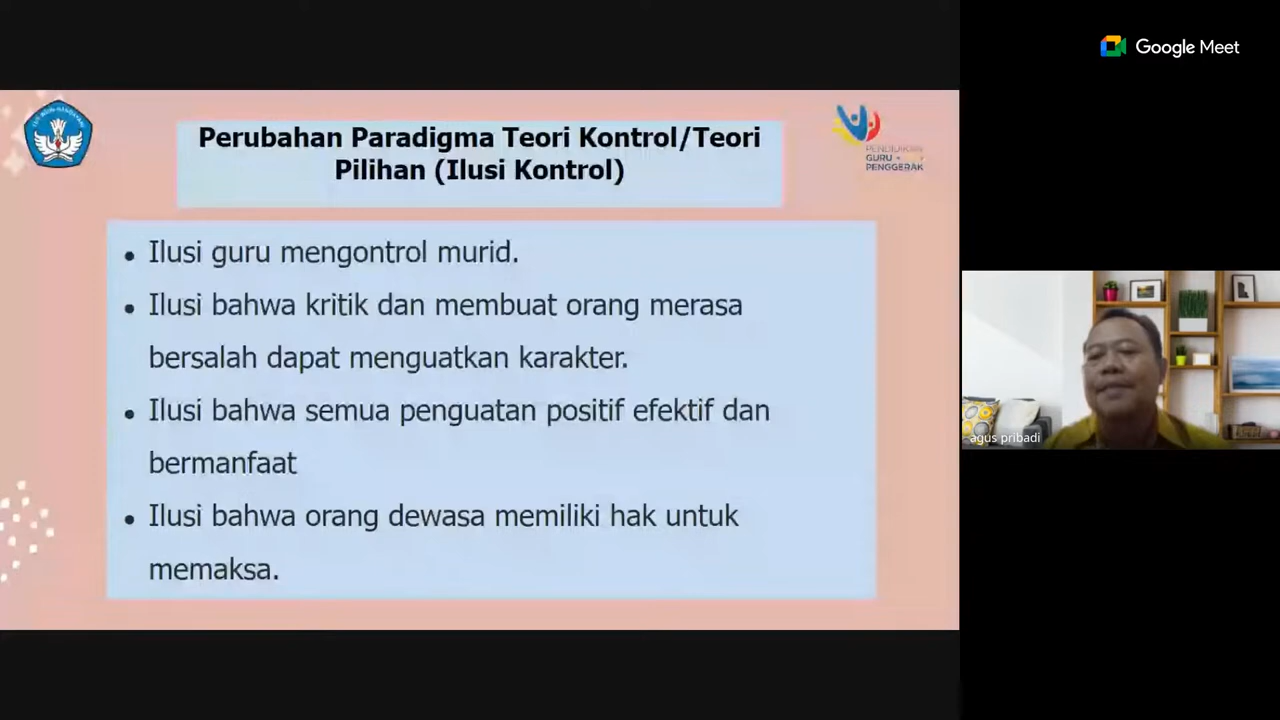 Google Meet
Perubahan Paradigma Teori Kontrol/Teori
Pilihan (Ilusi Kontrol)
PENDIDIKAN
GURU
PENGGERAK
• Ilusi guru mengontrol murid.
• Ilusi bahwa kritik dan membuat orang merasa
bersalah dapat menguatkan karakter.
• Ilusi bahwa semua penguatan positif efektif dan
bermanfaat
• Ilusi bahwa orang dewasa memiliki hak untuk
memaksa.
agus pribadi